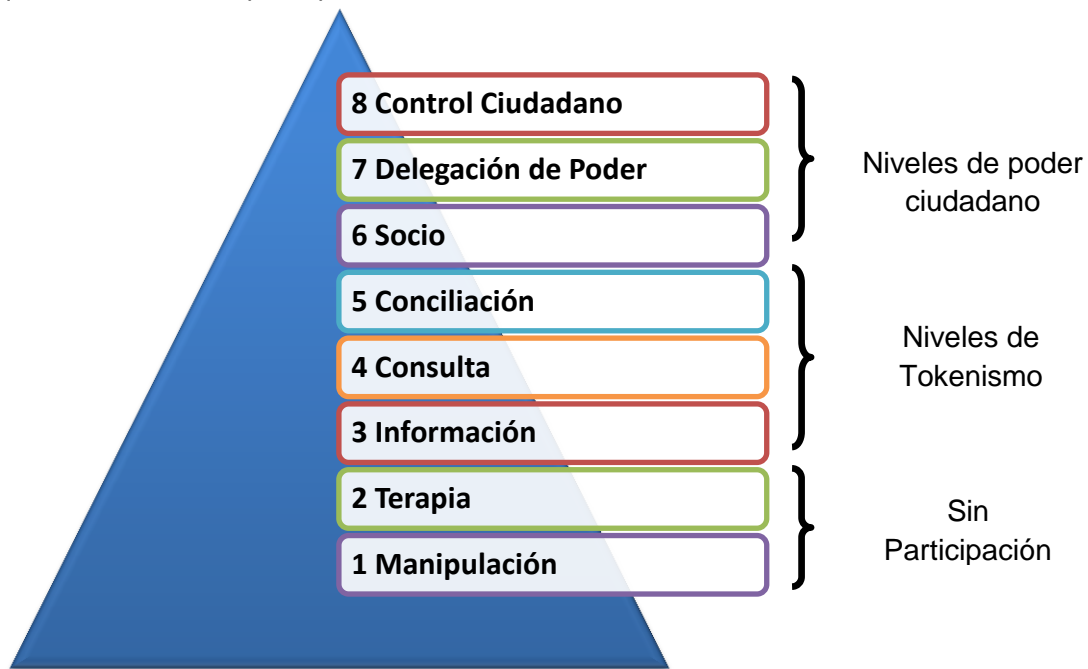 8 Control Ciudadano
7 Delegación de Poder
6 Socio
Niveles de poder
ciudadano
5 Conciliación
4 Consulta
3 Información
Niveles de
Tokenismo
2 Terapia
1 Manipulación
Sin
Participación